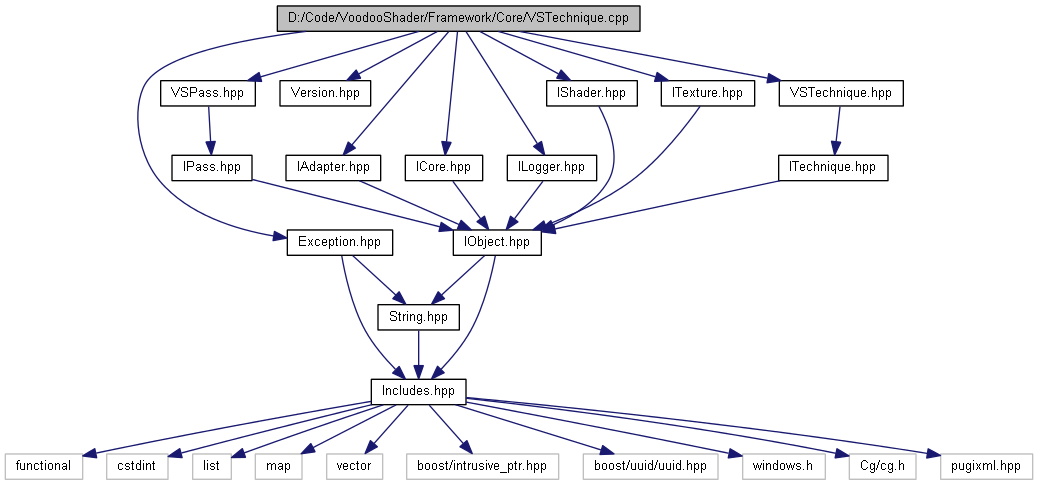 D:/Code/VoodooShader/Framework/Core/VSTechnique.cpp
VSPass.hpp
Version.hpp
IShader.hpp
ITexture.hpp
VSTechnique.hpp
IPass.hpp
IAdapter.hpp
ICore.hpp
ILogger.hpp
ITechnique.hpp
Exception.hpp
IObject.hpp
String.hpp
Includes.hpp
functional
cstdint
list
map
vector
boost/intrusive_ptr.hpp
boost/uuid/uuid.hpp
windows.h
Cg/cg.h
pugixml.hpp